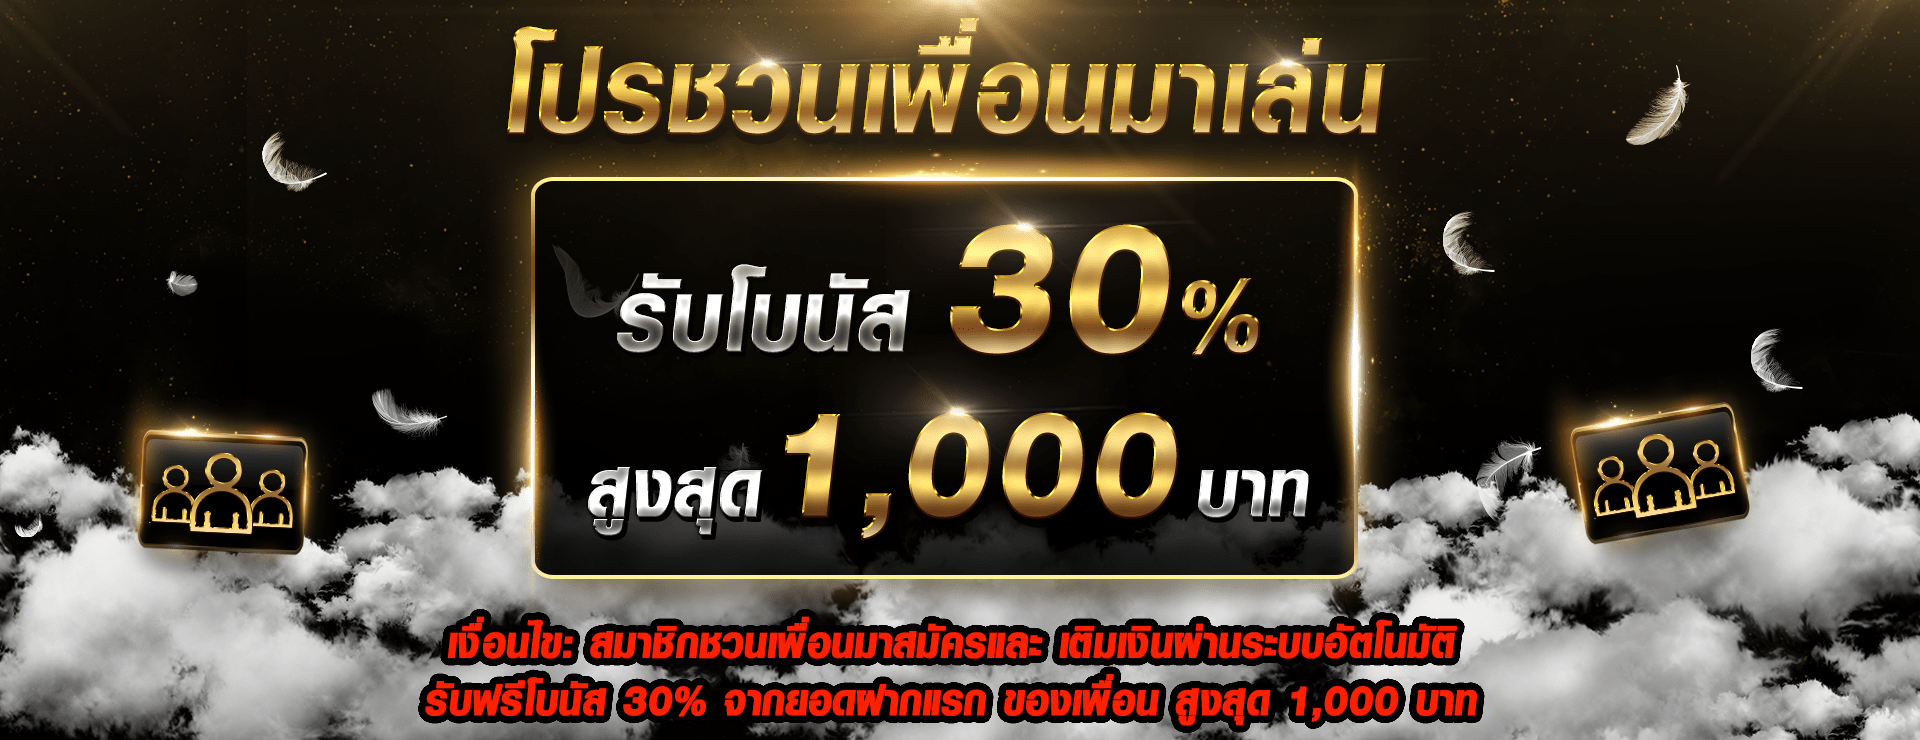 โปรชวนเพื่อนมาเล่น
รับโบนัส 30%
สูงสุด 1,000 บาท
เงื่อนไข: สมาชิกชวนเพื่อนมาสมัครและ เติมเงินผ่านระบบอัตโนมัติ
รับฟรีโบนัส 30% จากยอดฝากแรก ของเพื่อน สูงสุด 1,000 บาท